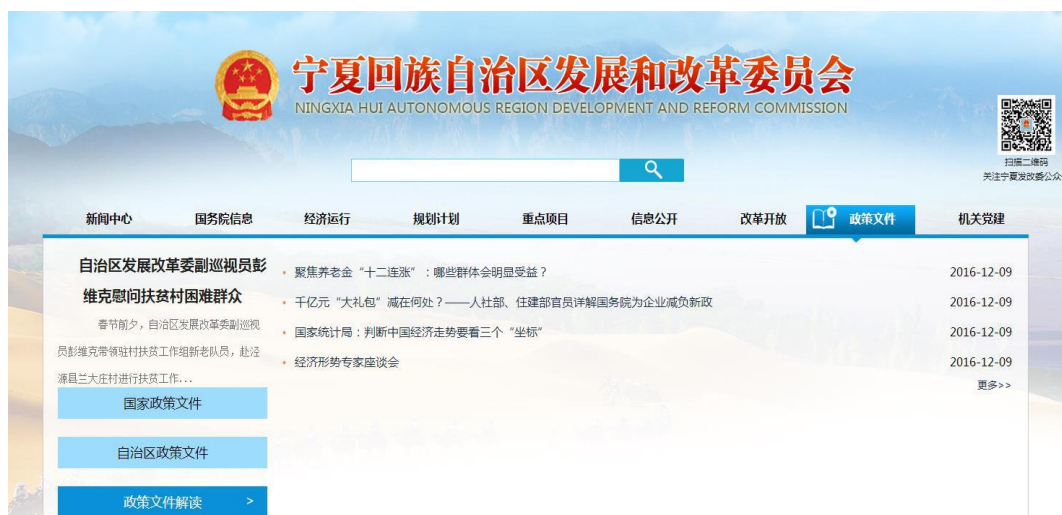 宁夏回族自治区发展和改革委员会
NINGXIA HUI AUTONOMOUS REGION DEVELOPMENT AND REFORM COMMISSION
扫描二维码
关注宁夏发改委公众
新闻中心 国务院信息 经济运行 规划计划 重点项目 信息公开 改革开放 政策文件 机关党建
自治区发展改革委副巡视员彭
维克慰问扶贫村困难群众
春节前夕，自治区发展改革委副巡视
员彭维克带领驻村扶贫工作组新老队员，赴泾
源县兰大庄村进行扶贫工作...
国家政策文件
自治区政策文件
政策文件解读 >
聚焦养老金“十二连涨”：哪些群体会明显受益？ 2016-12-09
千亿元“大礼包”减在何处？——人社部、住建部官员详解国务院为企业减负新政 2016-12-09
国家统计局：判断中国经济走势要看三个“坐标” 2016-12-09
经济形势专家座谈会 2016-12-09
更多>>